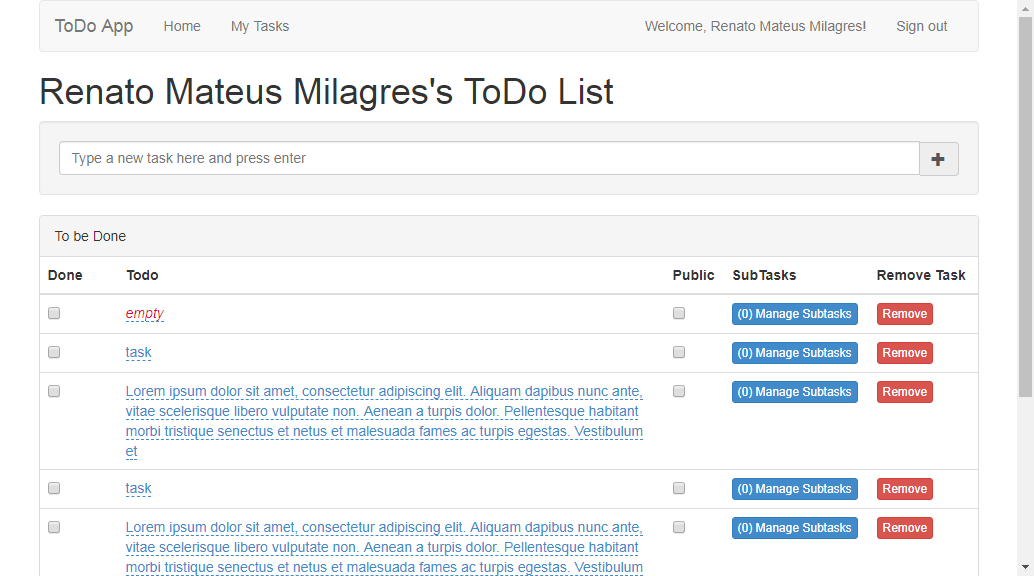 ToDo App Home My Tasks Welcome, Renato Mateus Milagres! Sign out
Renato Mateus Milagres's ToDo List
Type a new task here and press enter
To be Done
Done Todo Public SubTasks Remove Task
empty (0) Manage Subtasks Remove
task (0) Manage Subtasks Remove
Lorem ipsum dolor sit amet, consectetur adipiscing elit. Aliquam dapibus nunc ante, (0) Manage Subtasks Remove
vitae scelerisque libero vulputate non. Aenean a turpis dolor. Pellentesque habitant
morbi tristique senectus et netus et malesuada fames ac turpis egestas. Vestibulum
et
task (0) Manage Subtasks Remove
Lorem ipsum dolor sit amet, consectetur adipiscing elit. Aliquam dapibus nunc ante, (0) Manage Subtasks Remove
vitae scelerisque libero vulputate non. Aenean a turpis dolor. Pellentesque habitant
morbi tristique senectus et netus et malesuada fames ac turpis egestas. Vestibulum